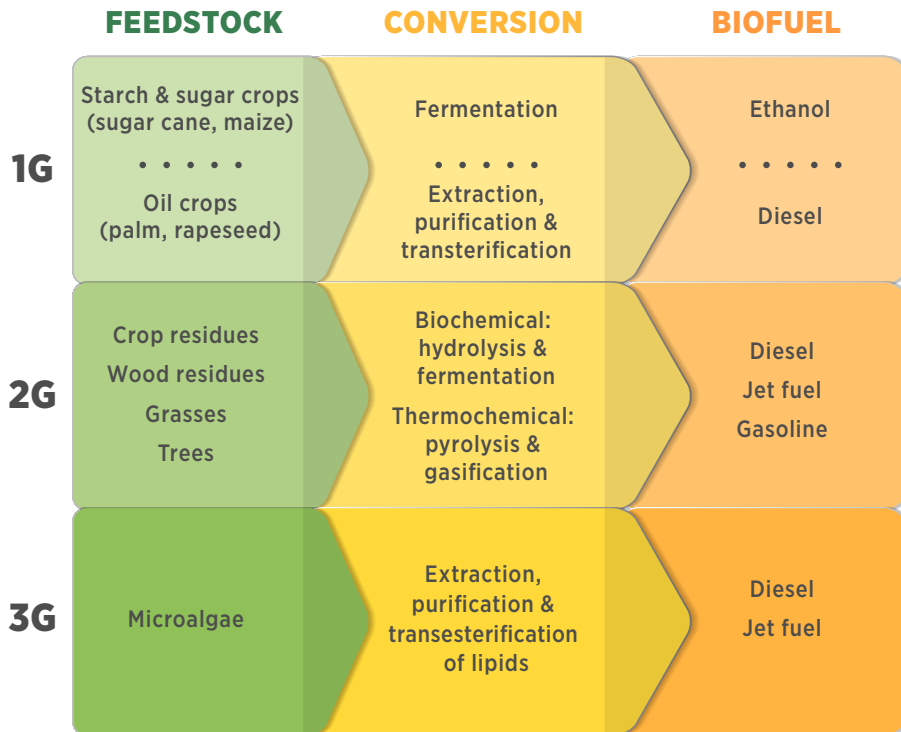 FEEDSTOCK
CONVERSION
BIOFUEL
1G
Starch & sugar crops
(sugar cane, maize)
• • • • •
Oil crops
(palm, rapeseed)
Fermentation
• • • • •
Extraction,
purification &
transterification
Ethanol
• • • • •
Diesel
2G
Crop residues
Wood residues
Grasses
Trees
Biochemical:
hydrolysis &
fermentation
Thermochemical:
pyrolysis &
gasification
Diesel
Jet fuel
Gasoline
3G
Microalgae
Extraction,
purification &
transesterification
of lipids
Diesel
Jet fuel